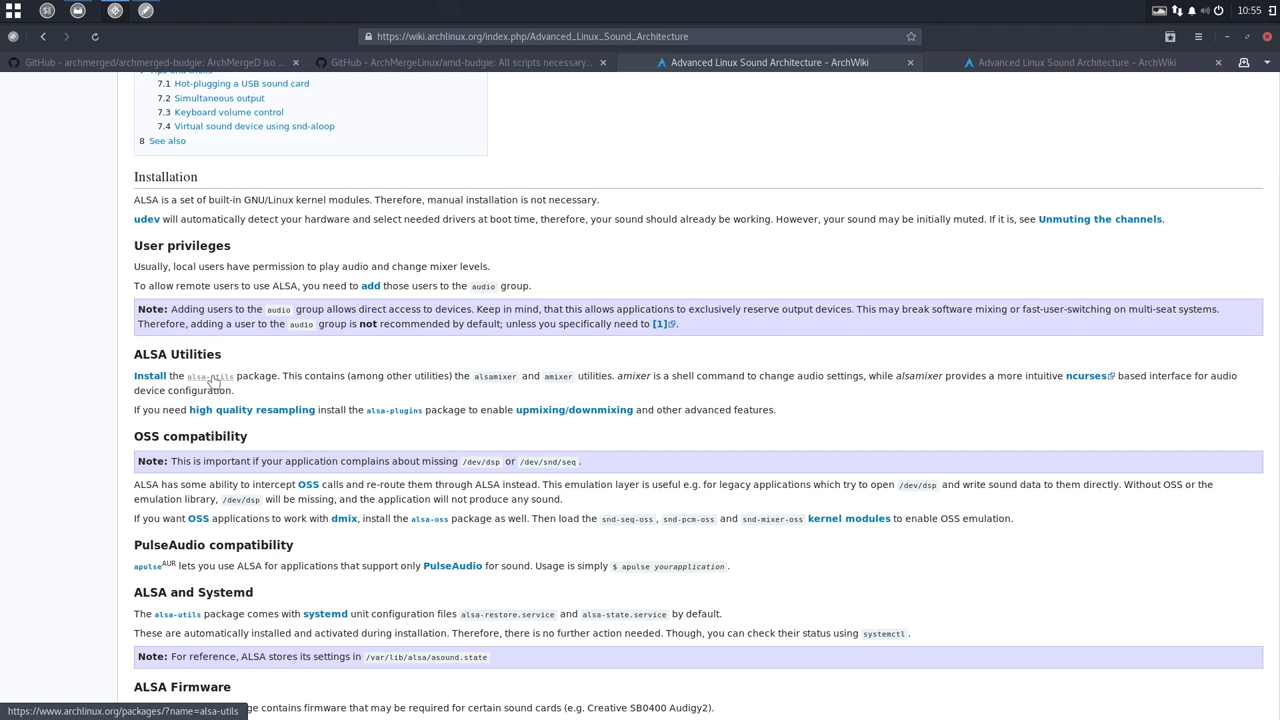 10:55
https://wiki.archlinux.org/index.php/Advanced_Linux_Sound_Architecture
GitHub - archmerged/archmerged-budgie: ArchMergeD iso ...
GitHub - ArchMergeLinux/amd-budgie: All scripts necessary...
Advanced Linux Sound Architecture - ArchWiki
Advanced Linux Sound Architecture - ArchWiki
7.1 Hot-plugging a USB sound card
7.2 Simultaneous output
7.3 Keyboard volume control
7.4 Virtual sound device using snd-aloop
8 See also
Installation
ALSA is a set of built-in GNU/Linux kernel modules. Therefore, manual installation is not necessary.
udev will automatically detect your hardware and select needed drivers at boot time, therefore, your sound should already be working. However, your sound may be initially muted. If it is, see Unmuting the channels.
User privileges
Usually, local users have permission to play audio and change mixer levels.
To allow remote users to use ALSA, you need to add those users to the audio group.
Note: Adding users to the audio group allows direct access to devices. Keep in mind, that this allows applications to exclusively reserve output devices. This may break software mixing or fast-user-switching on multi-seat systems.
Therefore, adding a user to the audio group is not recommended by default; unless you specifically need to [1].
ALSA Utilities
Install the alsa-utils package. This contains (among other utilities) the alsamixer and amixer utilities. amixer is a shell command to change audio settings, while alsamixer provides a more intuitive ncurses based interface for audio
device configuration.
If you need high quality resampling install the alsa-plugins package to enable upmixing/downmixing and other advanced features.
OSS compatibility
Note: This is important if your application complains about missing /dev/dsp or /dev/snd/seq.
ALSA has some ability to intercept OSS calls and re-route them through ALSA instead. This emulation layer is useful e.g. for legacy applications which try to open /dev/dsp and write sound data to them directly. Without OSS or the
emulation library, /dev/dsp will be missing, and the application will not produce any sound.
If you want OSS applications to work with dmix, install the alsa-oss package as well. Then load the snd-seq-oss, snd-pcm-oss and snd-mixer-oss kernel modules to enable OSS emulation.
PulseAudio compatibility
apulseAUR lets you use ALSA for applications that support only PulseAudio for sound. Usage is simply $ apulse yourapplication.
ALSA and Systemd
The alsa-utils package comes with systemd unit configuration files alsa-restore.service and alsa-state.service by default.
These are automatically installed and activated during installation. Therefore, there is no further action needed. Though, you can check their status using systemctl.
Note: For reference, ALSA stores its settings in /var/lib/alsa/asound.state
ALSA Firmware
contains firmware that may be required for certain sound cards (e.g. Creative SB0400 Audigy2).
https://www.archlinux.org/packages/?name=alsa-utils